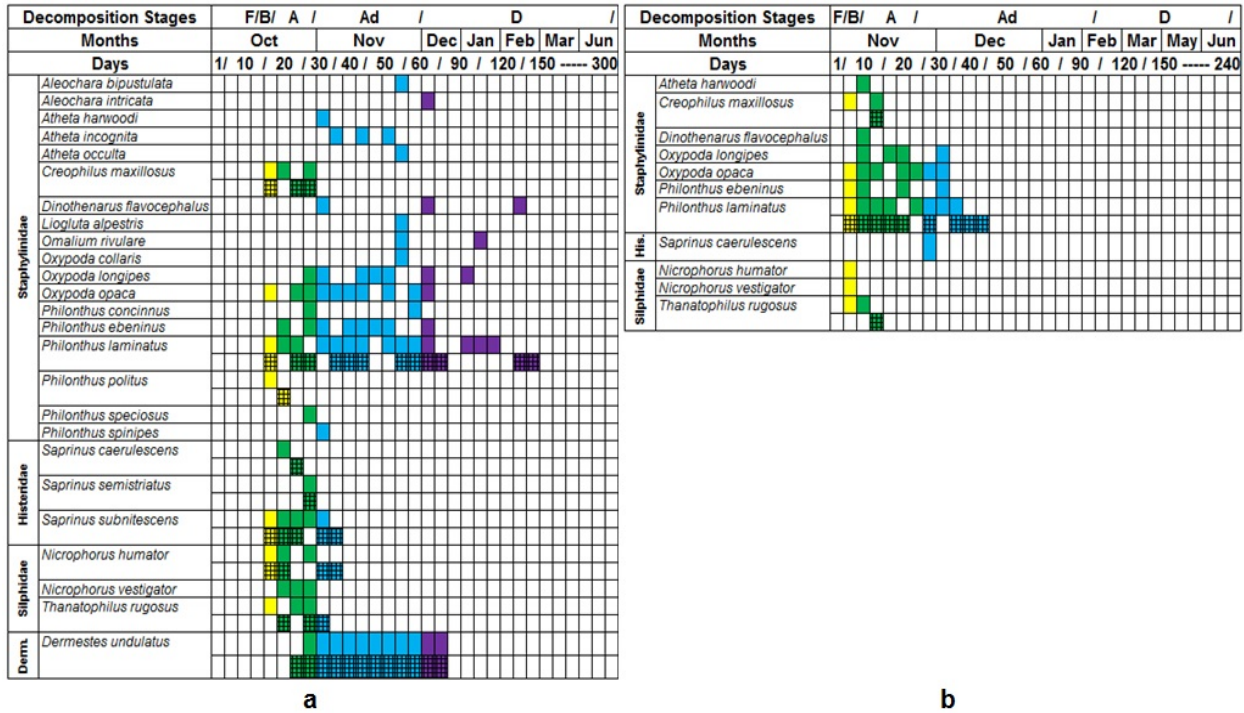 Decomposition Stages F/B/ A / Ad / D /
Months Oct Nov Dec Jan Feb Mar Jun
Days 1/ 10 / 20 / 30 / 40 / 50 / 60 / 90 / 120 / 150 ----- 300
Staphylinidae
Aleochara bipustulata
Aleochara intricata
Atheta harwoodi
Atheta incognita
Atheta occulta
Creophilus maxillosus
Dinothenarus flavocephalus
Liogluta alpestris
Omalium rivulare
Oxypoda collaris
Oxypoda longipes
Oxypoda opaca
Philonthus concinnus
Philonthus ebeninus
Philonthus laminatus
Philonthus politus
Philonthus speciosus
Philonthus spinipes
Histeridae
Saprinus caerulescens
Saprinus semistriatus
Saprinus subnitescens
Silphidae
Nicrophorus humator
Nicrophorus vestigator
Thanatophilus rugosus
Derm.
Dermestes undulatus
a
Decomposition Stages F/B/ A / Ad / D /
Months Nov Dec Jan Feb Mar May Jun
Days 1/ 10 / 20 / 30 / 40 / 50 / 60 / 90 / 120 / 150 ----- 240
Staphylinidae
Atheta harwoodi
Creophilus maxillosus
Dinothenarus flavocephalus
Oxypoda longipes
Oxypoda opaca
Philonthus ebeninus
Philonthus laminatus
His.
Saprinus caerulescens
Silphidae
Nicrophorus humator
Nicrophorus vestigator
Thanatophilus rugosus
b